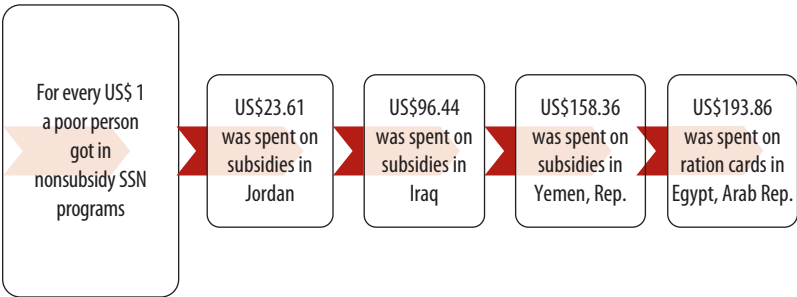 For every US$ 1
a poor person
got in
nonsubsidy SSN
programs
US$23.61
was spent on
subsidies in
Jordan
US$96.44
was spent on
subsidies in
Iraq
US$158.36
was spent on
subsidies in
Yemen, Rep.
US$193.86
was spent on
ration cards in
Egypt, Arab Rep.